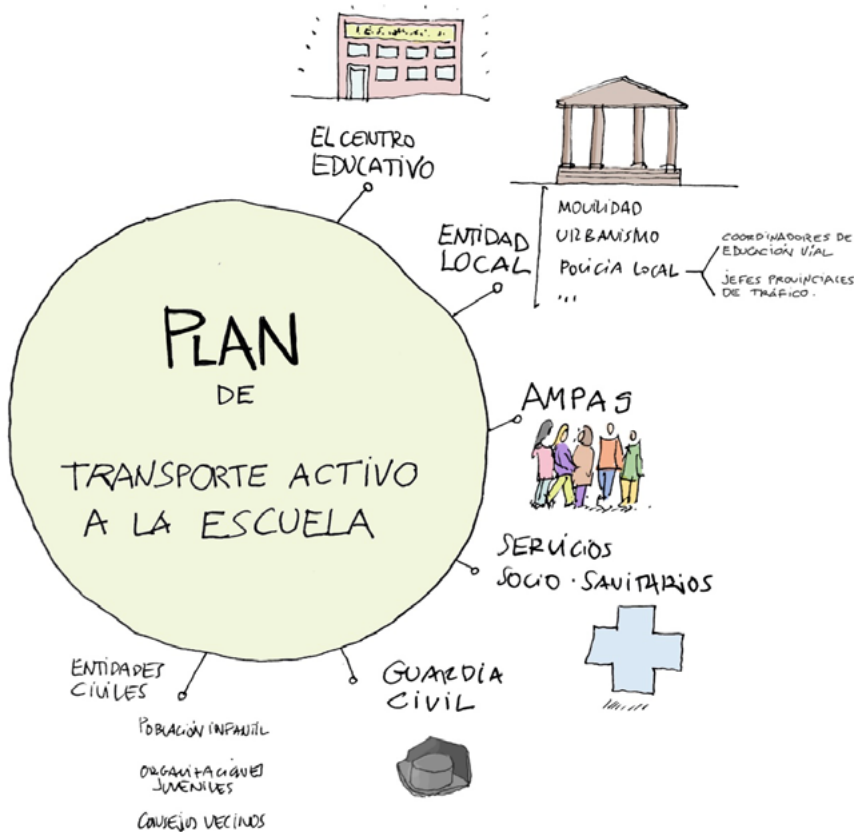 EL CENTRO
EDUCATIVO
ENTIDAD
LOCAL
MOVILIDAD
URBANISMO
POLICIA LOCAL
...
COORDINADORES DE
EDUCACIÓN VIAL
JEFES PROVINCIALES
DE TRÁFICO.
PLAN
DE
TRANSPORTE ACTIVO
A LA ESCUELA
AMPAS
SERVICIOS
SOCIO·SANITARIOS
GUARDIA
CIVIL
ENTIDADES
CIVILES
POBLACIÓN INFANTIL
ORGANIZACIONES
JUVENILES
CONSEJOS VECINOS